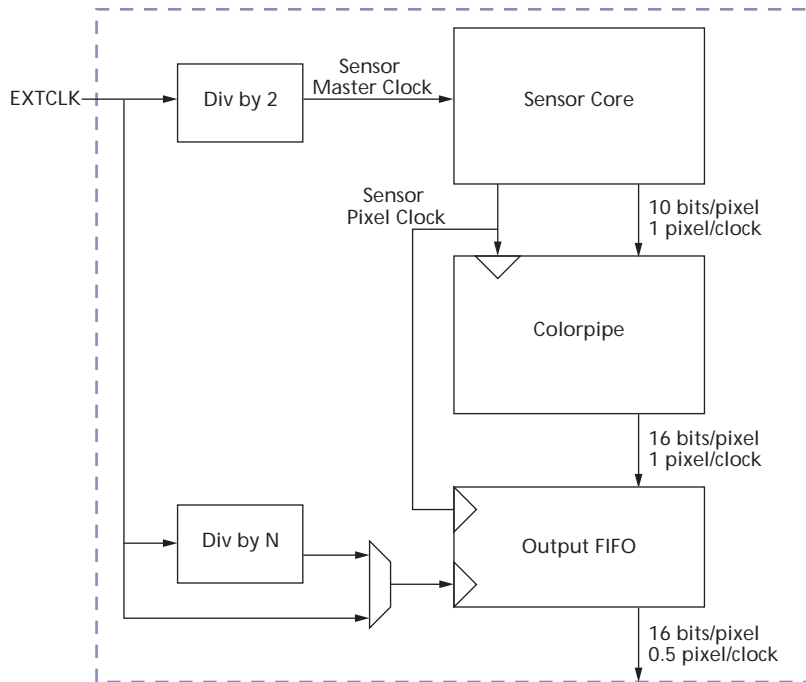 Sensor
Master Clock
EXTCLK
Div by 2
Sensor Core
Sensor
Pixel Clock
10 bits/pixel
1 pixel/clock
Colorpipe
16 bits/pixel
1 pixel/clock
Div by N
Output FIFO
16 bits/pixel
0.5 pixel/clock